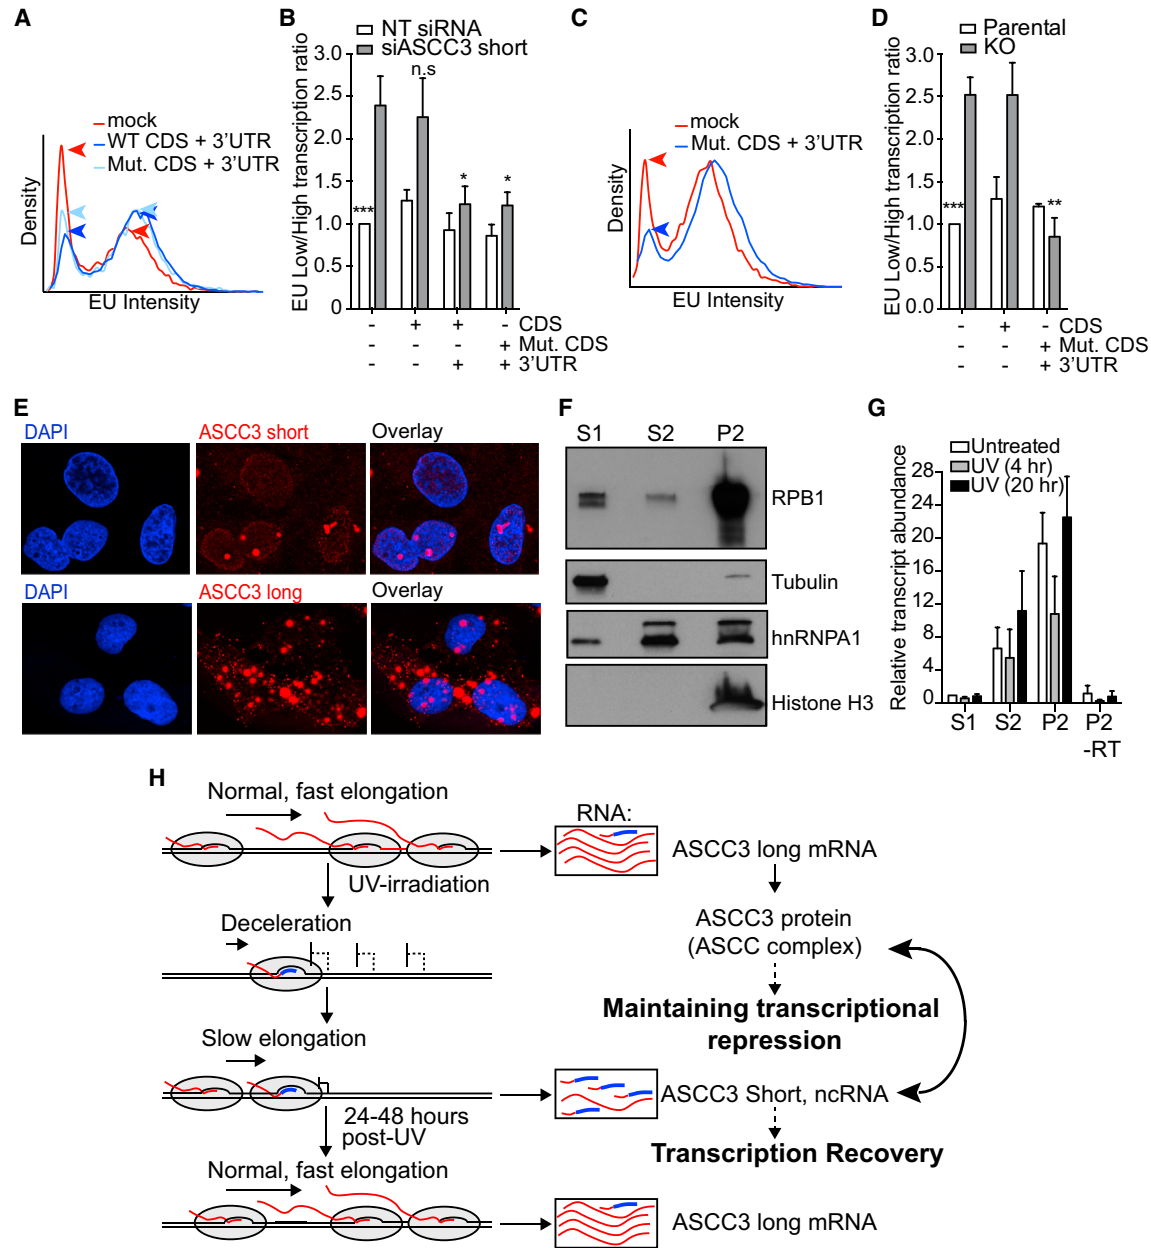 A
mock
WT CDS + 3'UTR
Mut. CDS + 3'UTR
Density
EU Intensity
B
NT siRNA
siASCC3 short
EU Low/High transcription ratio
3.0
2.5
2.0
1.5
1.0
0.5
0
***
n.s
*
*
- + + - CDS
- - - + Mut. CDS
- - + + 3'UTR
C
mock
Mut. CDS + 3'UTR
Density
EU Intensity
D
Parental
KO
EU Low/High transcription ratio
3.0
2.5
2.0
1.5
1.0
0.5
0.0
***
**
- + - CDS
- - + Mut. CDS
- - + 3'UTR
E
DAPI
ASCC3 short
Overlay
DAPI
ASCC3 long
Overlay
F
S1 S2 P2
RPB1
Tubulin
hnRNPA1
Histone H3
G
Untreated
UV (4 hr)
UV (20 hr)
Relative transcript abundance
28
24
20
16
12
8
4
0
S1 S2 P2 P2
-RT
H
Normal, fast elongation
RNA:
ASCC3 long mRNA
UV-irradiation
Deceleration
ASCC3 protein
(ASCC complex)
Maintaining transcriptional
repression
Slow elongation
ASCC3 Short, ncRNA
24-48 hours
post-UV
Transcription Recovery
Normal, fast elongation
ASCC3 long mRNA